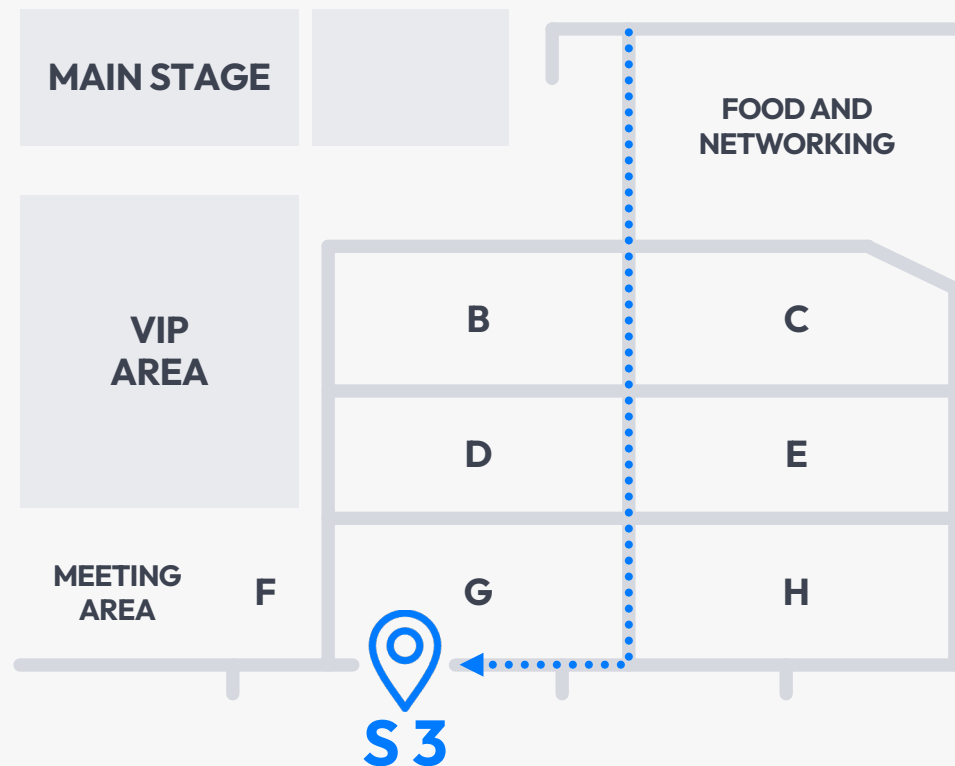 MAIN STAGE
FOOD AND
NETWORKING
VIP
AREA
B
C
D
E
MEETING
AREA
F
G
H
S 3